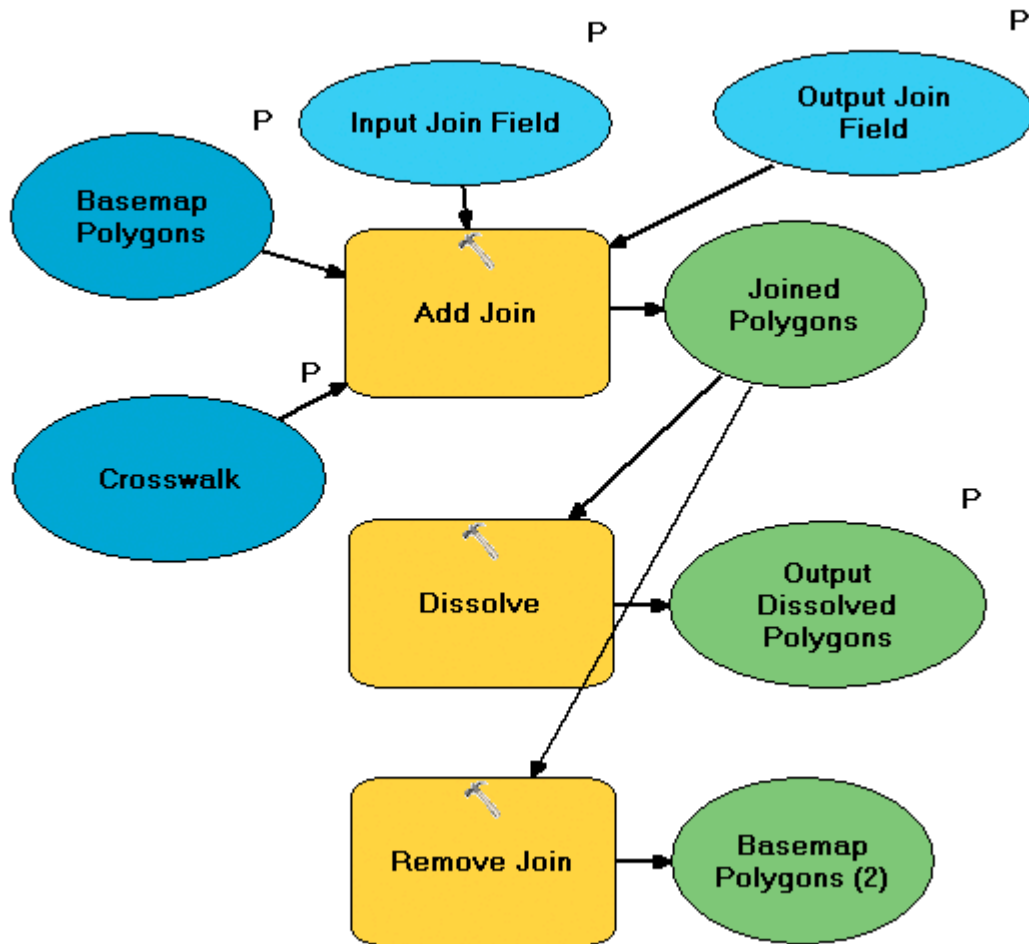 P
P
Input Join Field
Output Join
Field
P
Basemap
Polygons
Add Join
Joined
Polygons
P
Crosswalk
P
Dissolve
Output
Dissolved
Polygons
Remove Join
Basemap
Polygons (2)